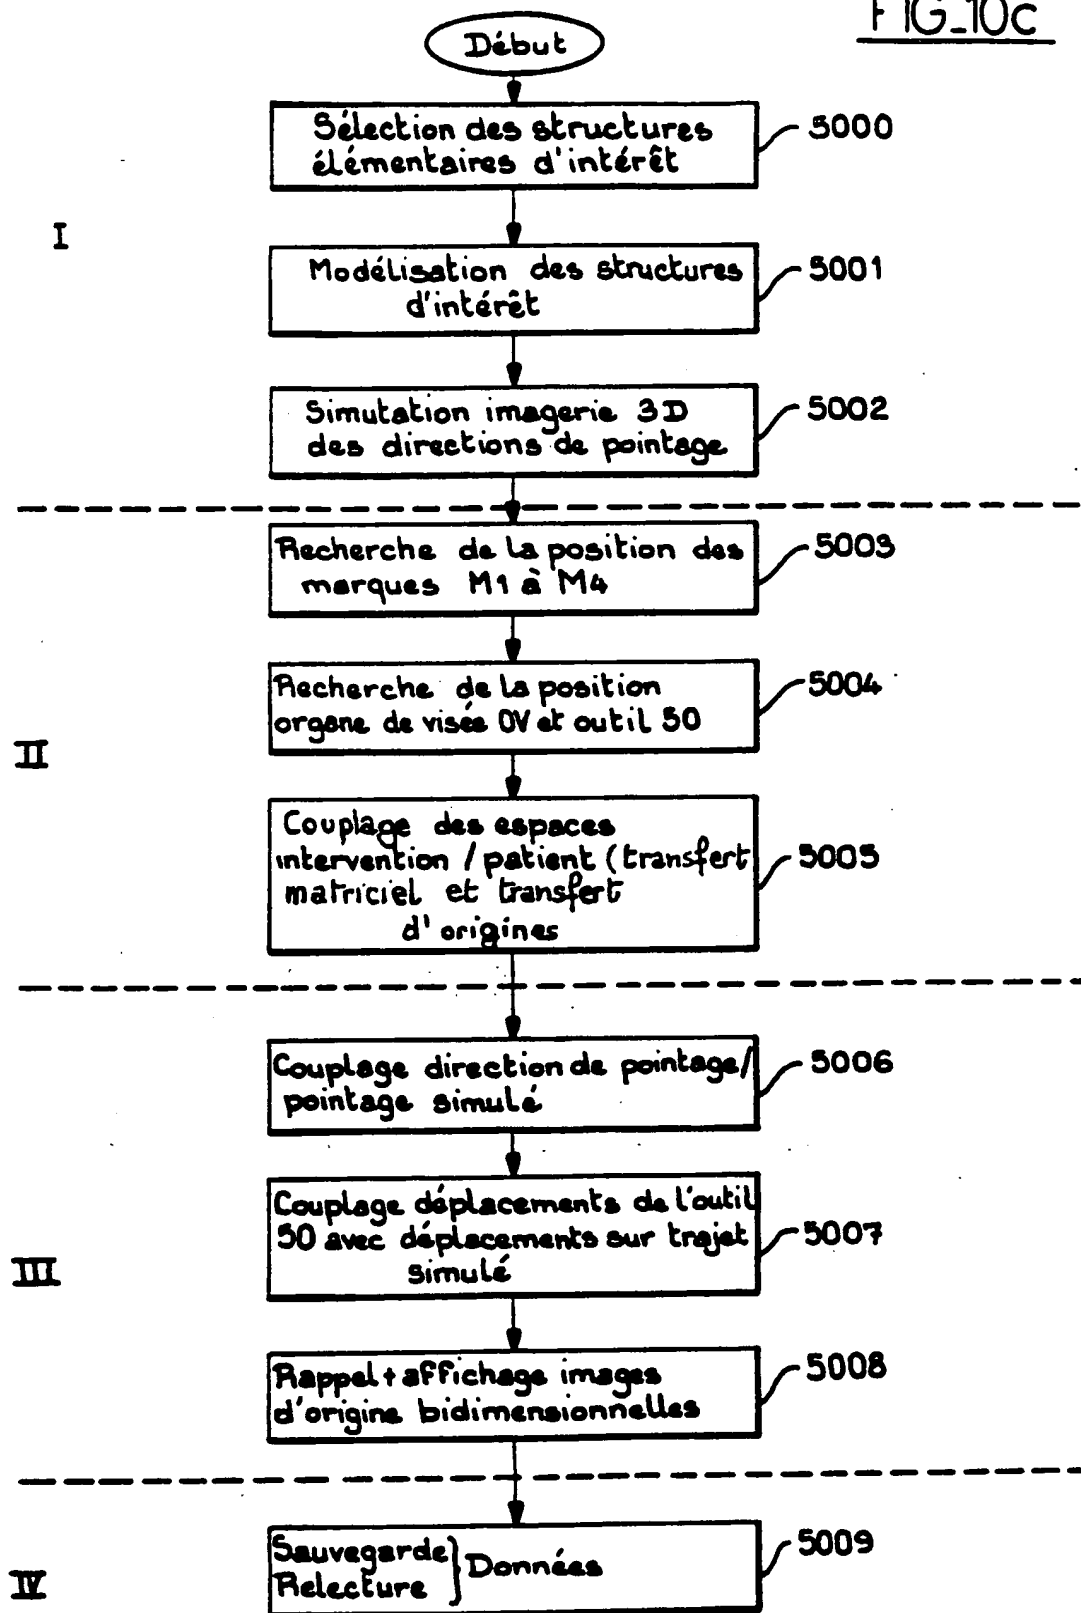 FIG_10c
Début
Sélection des structures
élémentaires d'intérêt
5000
I
Modélisation des structures
d'intérêt
5001
Simutation imagerie 3D
des directions de pointage
5002
Recherche de la position des
marques M1 à M4
5003
Recherche de la position
organe de visée OV et outil 50
5004
II
Couplage des espaces
intervention / patient (transfert
matriciel et transfert
d'origines
5005
Couplage direction de pointage/
pointage simulé
5006
Couplage déplacements de l'outil
50 avec déplacements sur trajet
simulé
5007
III
Rappel+affichage images
d'origine bidimensionnelles
5008
Sauvegarde
Relecture } Données
5009
IV